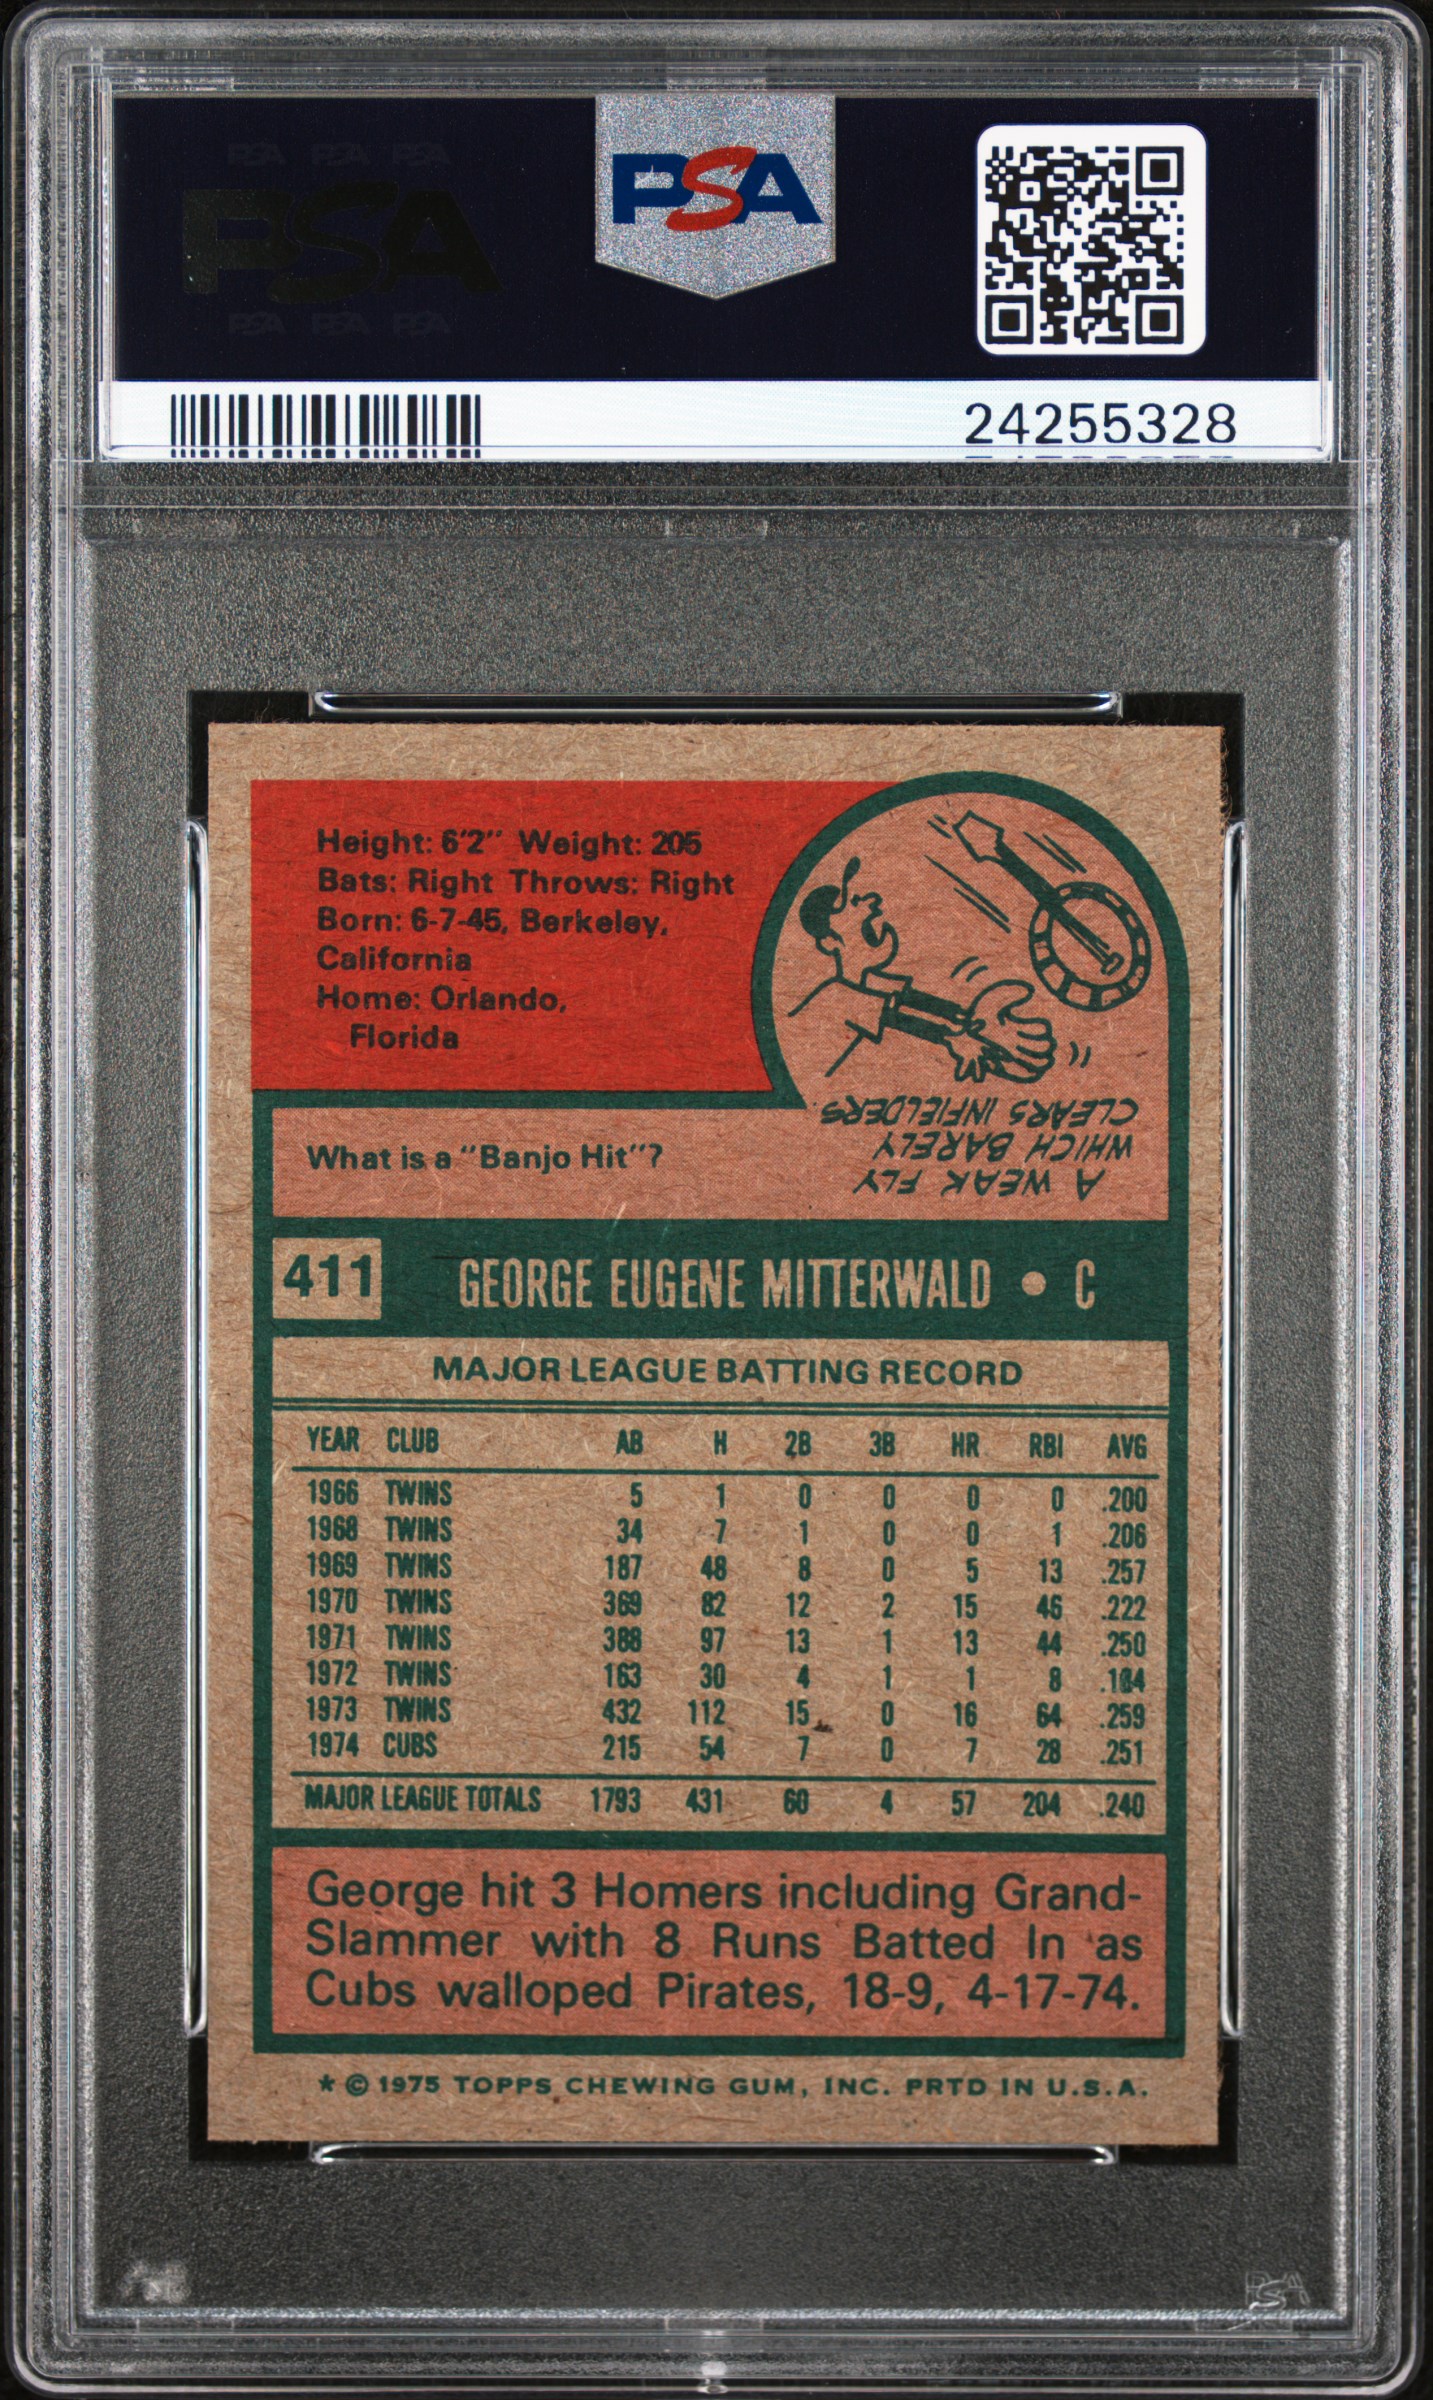 PSA PSA PSA
PSA
PSA PSA PSA
PSA
24255328
Height: 6'2" Weight: 205
Bats: Right Throws: Right
Born: 6-7-45, Berkeley,
California
Home: Orlando,
Florida
What is a "Banjo Hit"?
A WEAK FLY
WHICH BARELY
CLEARS INFIELDERS.
411 GEORGE EUGENE MITTERWALD • C
MAJOR LEAGUE BATTING RECORD
YEAR CLUB AB H 2B 3B HR RBI AVG
1966 TWINS 5 1 0 0 0 0 .200
1968 TWINS 34 7 1 0 0 1 .206
1969 TWINS 187 48 8 0 5 13 .257
1970 TWINS 369 82 12 2 15 46 .222
1971 TWINS 388 97 13 1 13 44 .250
1972 TWINS 163 30 4 1 1 8 .184
1973 TWINS 432 112 15 0 16 64 .259
1974 CUBS 215 54 7 0 7 28 .251
MAJOR LEAGUE TOTALS 1793 431 60 4 57 204 .240
George hit 3 Homers including Grand-
Slammer with 8 Runs Batted In as
Cubs walloped Pirates, 18-9, 4-17-74.
* © 1975 TOPPS CHEWING GUM, INC. PRTD IN U.S.A.
PSA